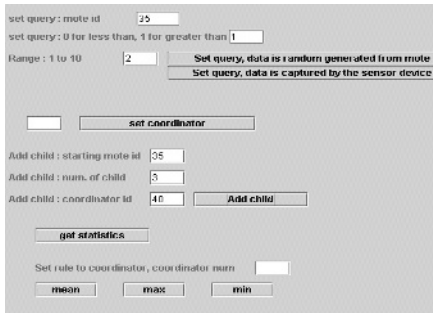 set query : mote id 35
set query : 0 for less than, 1 for greater than 1
Range : 1 to 10 2 Set query, data is random generated from mote
Set query, data is captured by the sensor device
set coordinator
Add child : starting mote id 35
Add child : num. of child 3
Add child : coordinator id 40 Add child
get statistics
Set rule to coordinator, coordinator num
mean max min